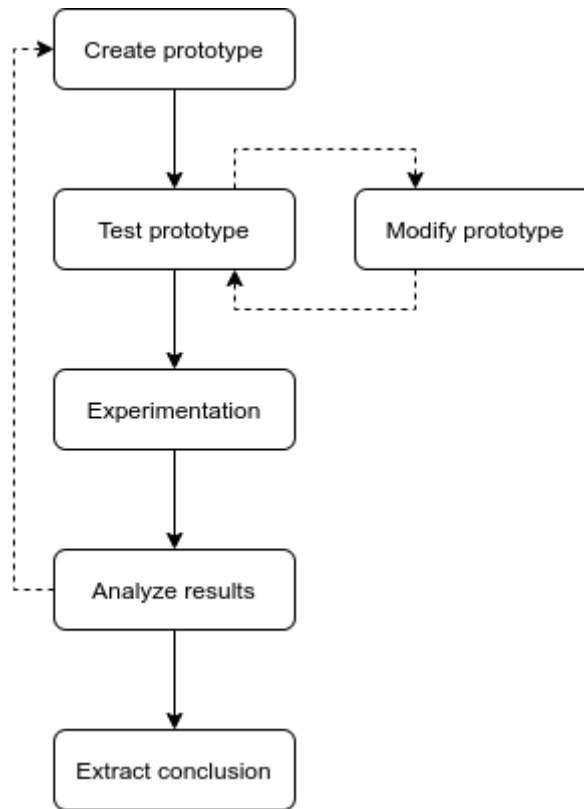 Create prototype
Test prototype
Modify prototype
Experimentation
Analyze results
Extract conclusion